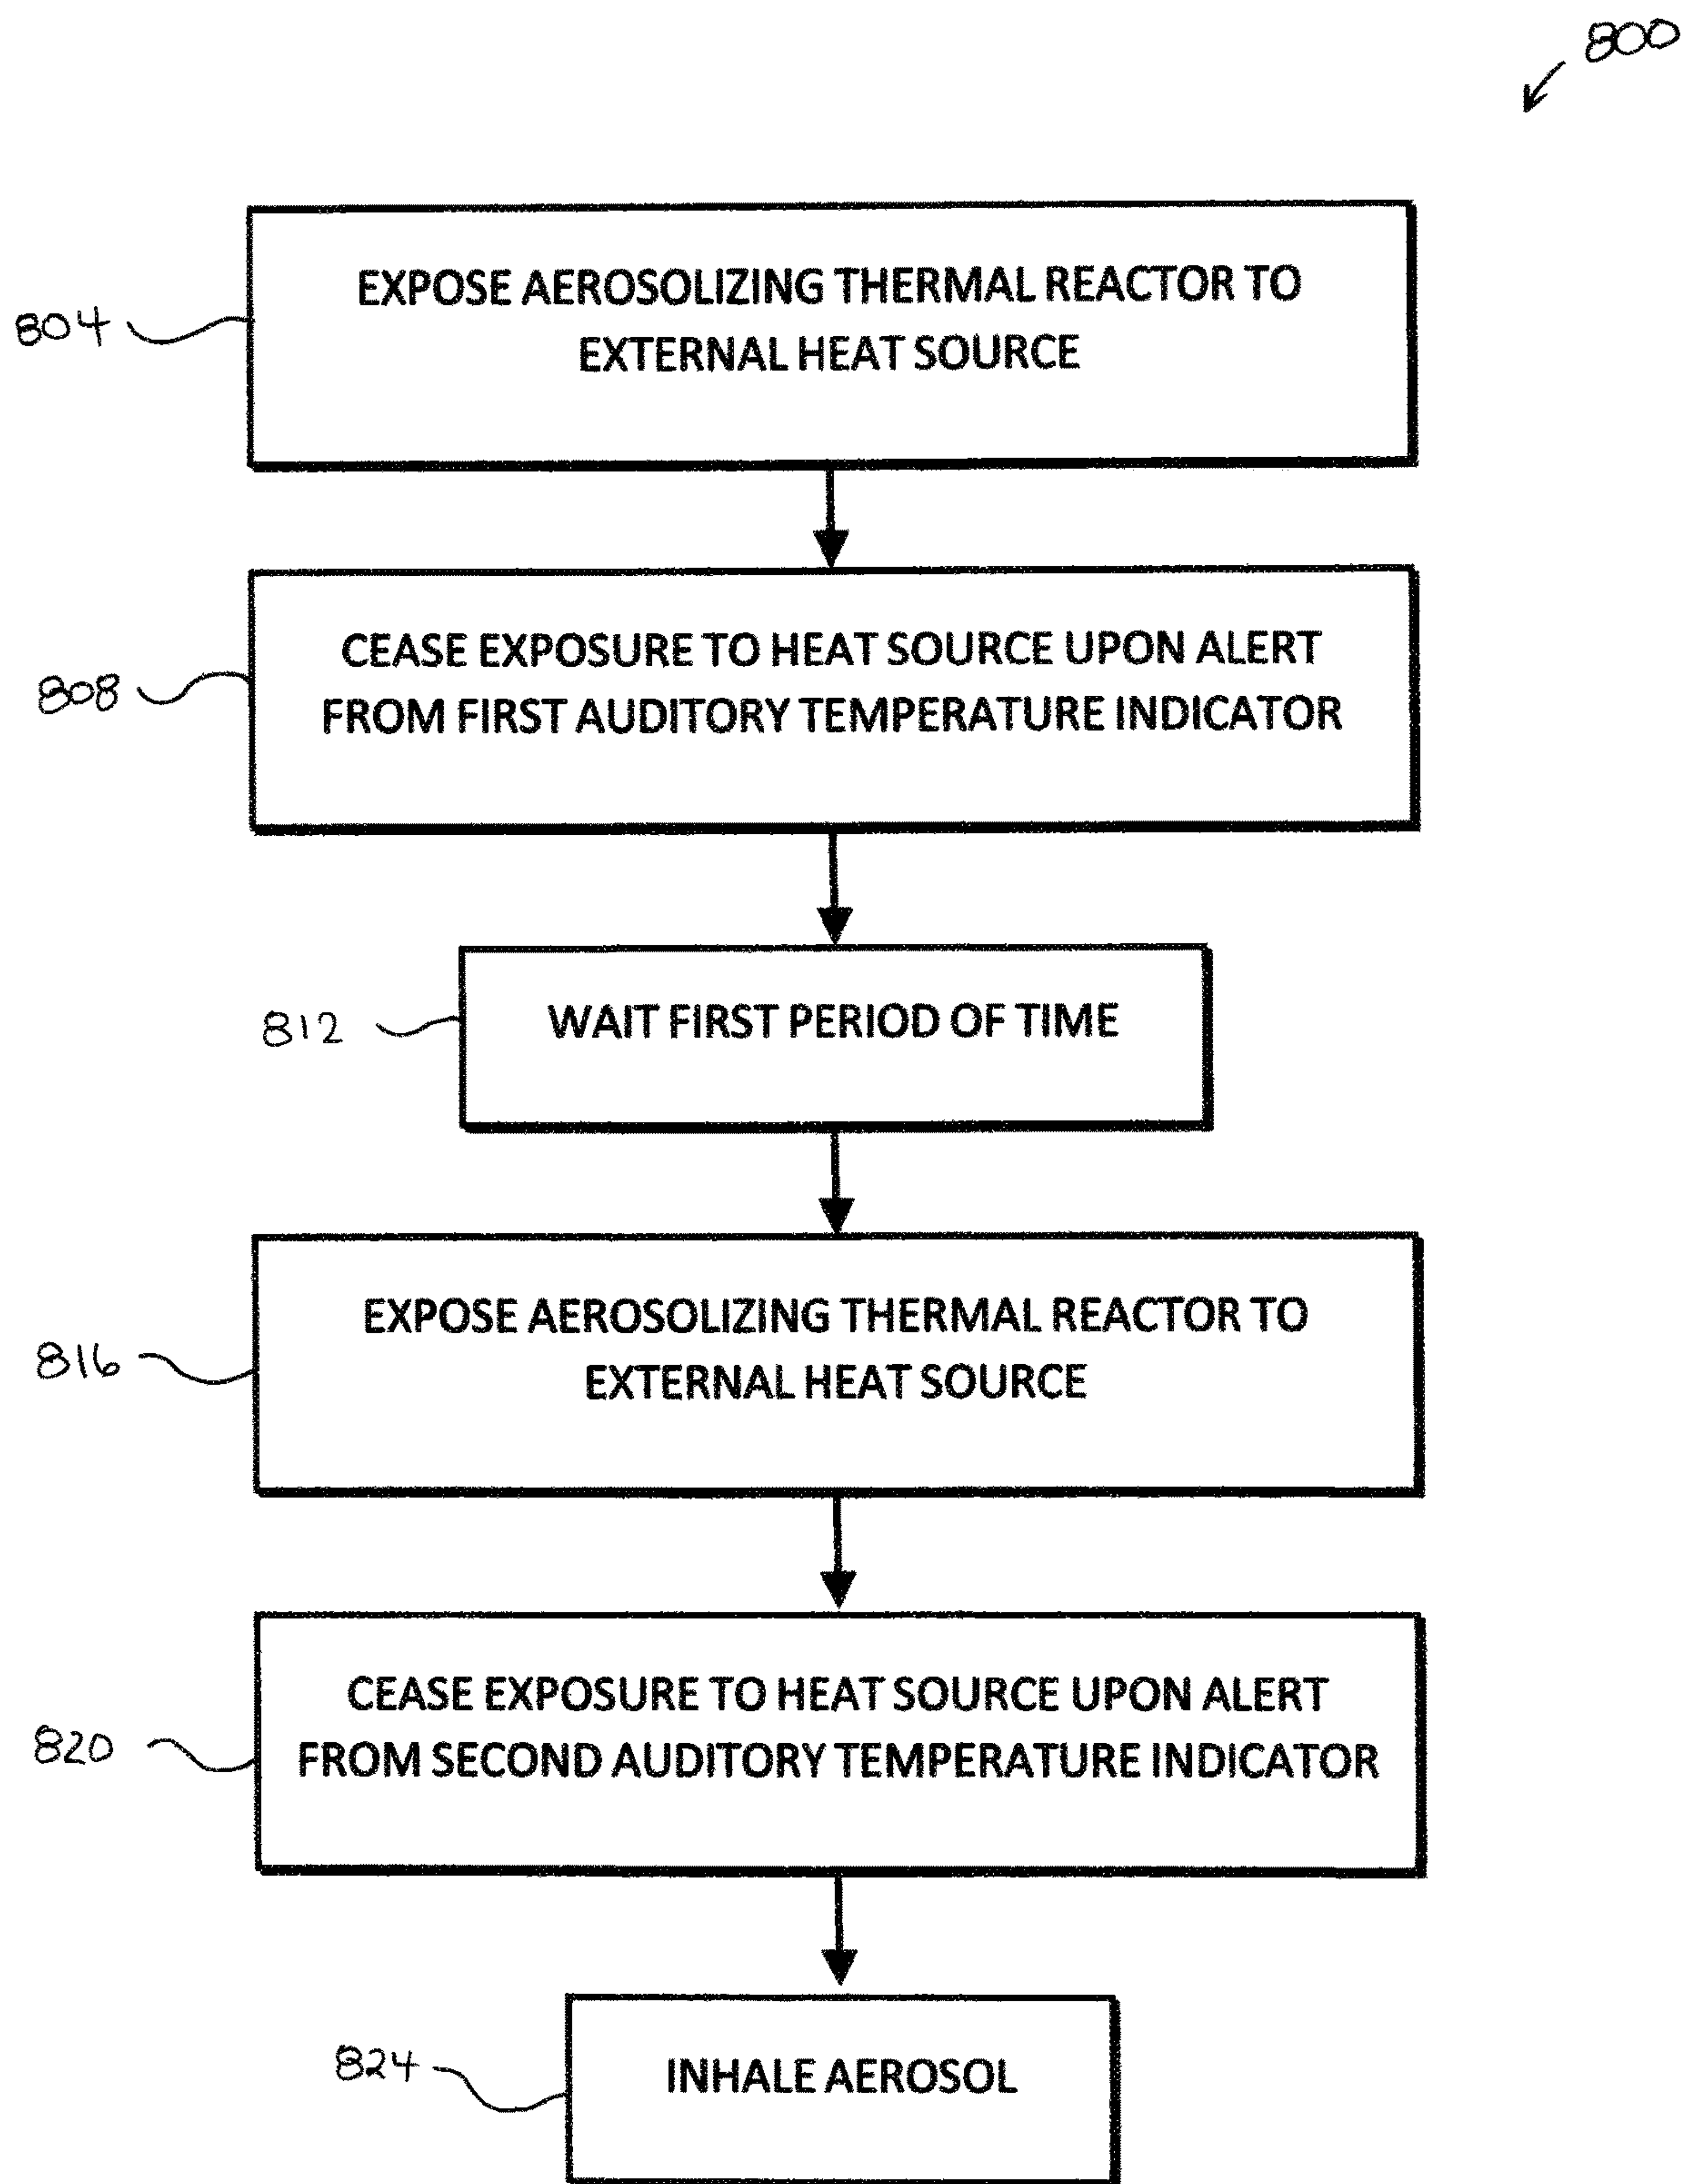 800
804
EXPOSE AEROSOLIZING THERMAL REACTOR TO
EXTERNAL HEAT SOURCE
808
CEASE EXPOSURE TO HEAT SOURCE UPON ALERT
FROM FIRST AUDITORY TEMPERATURE INDICATOR
812
WAIT FIRST PERIOD OF TIME
816
EXPOSE AEROSOLIZING THERMAL REACTOR TO
EXTERNAL HEAT SOURCE
820
CEASE EXPOSURE TO HEAT SOURCE UPON ALERT
FROM SECOND AUDITORY TEMPERATURE INDICATOR
824
INHALE AEROSOL